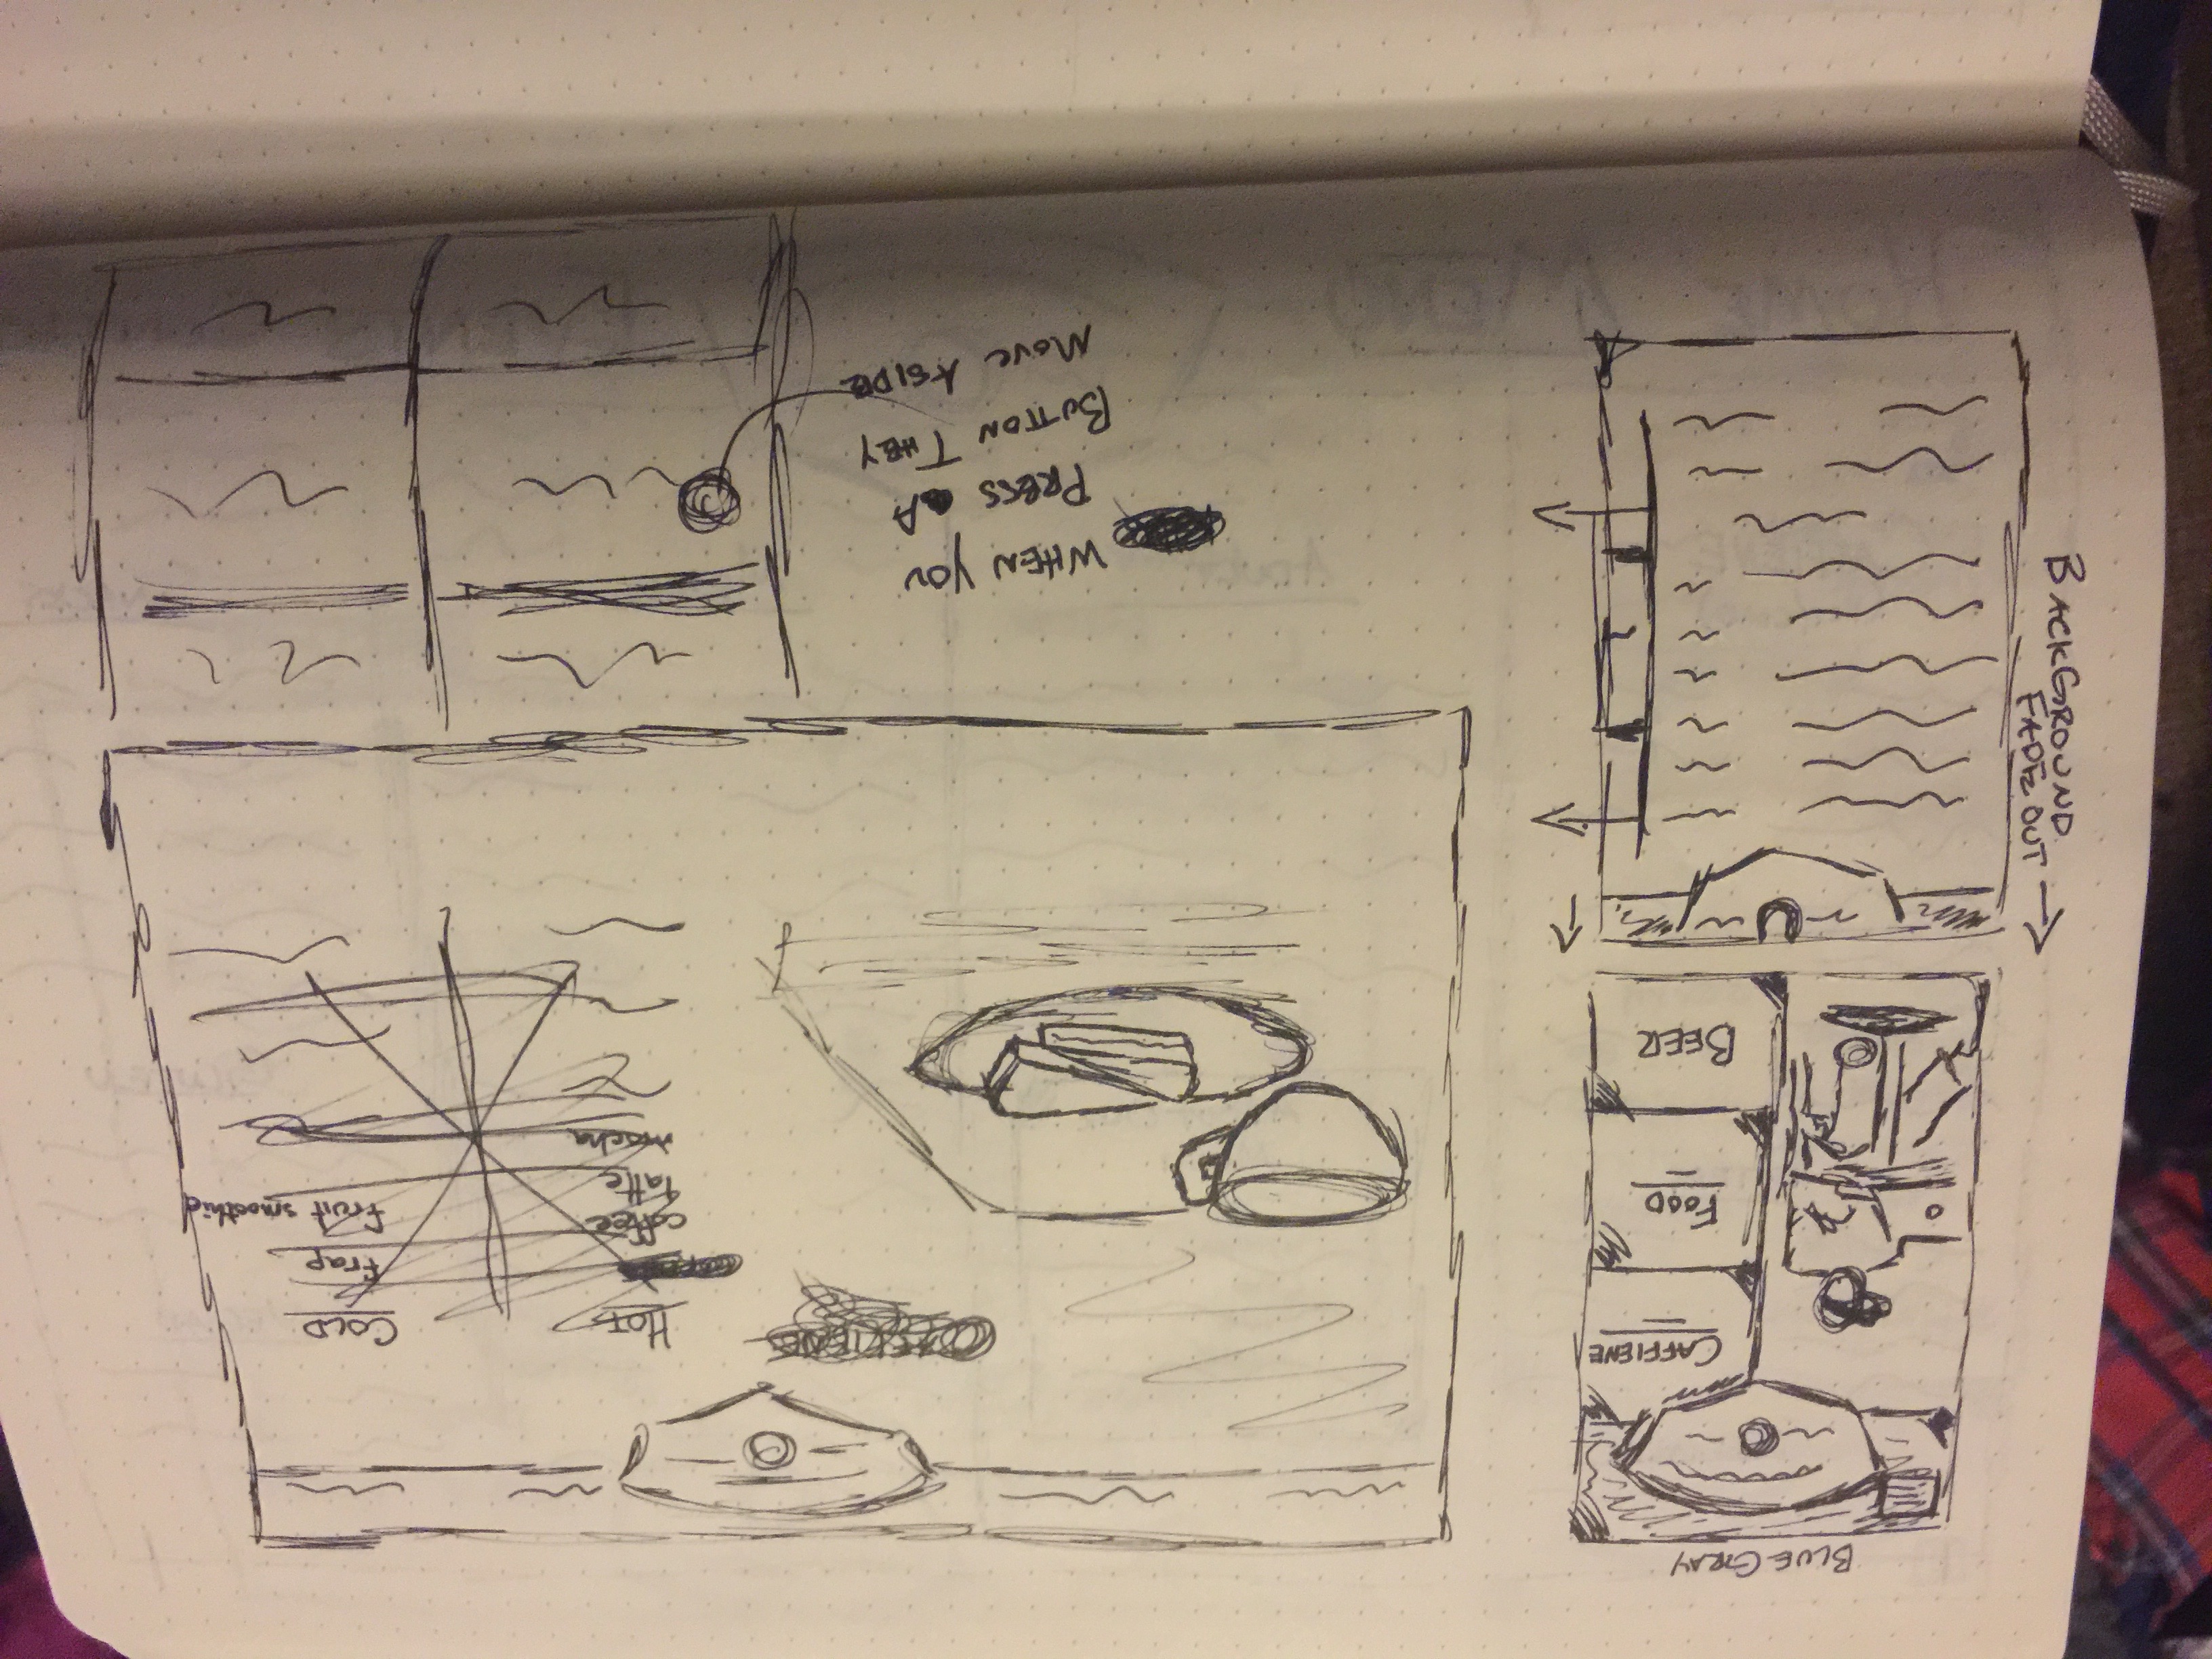 BLUE GRAY
CAFFIENE
FOOD
BEER
BACKGROUND
FADE OUT
HOT
COLD
coffee
latte
mocha
frap
fruit smoothie
WHEN YOU
PRESS A
BUTTON THEY
MOVE ASIDE